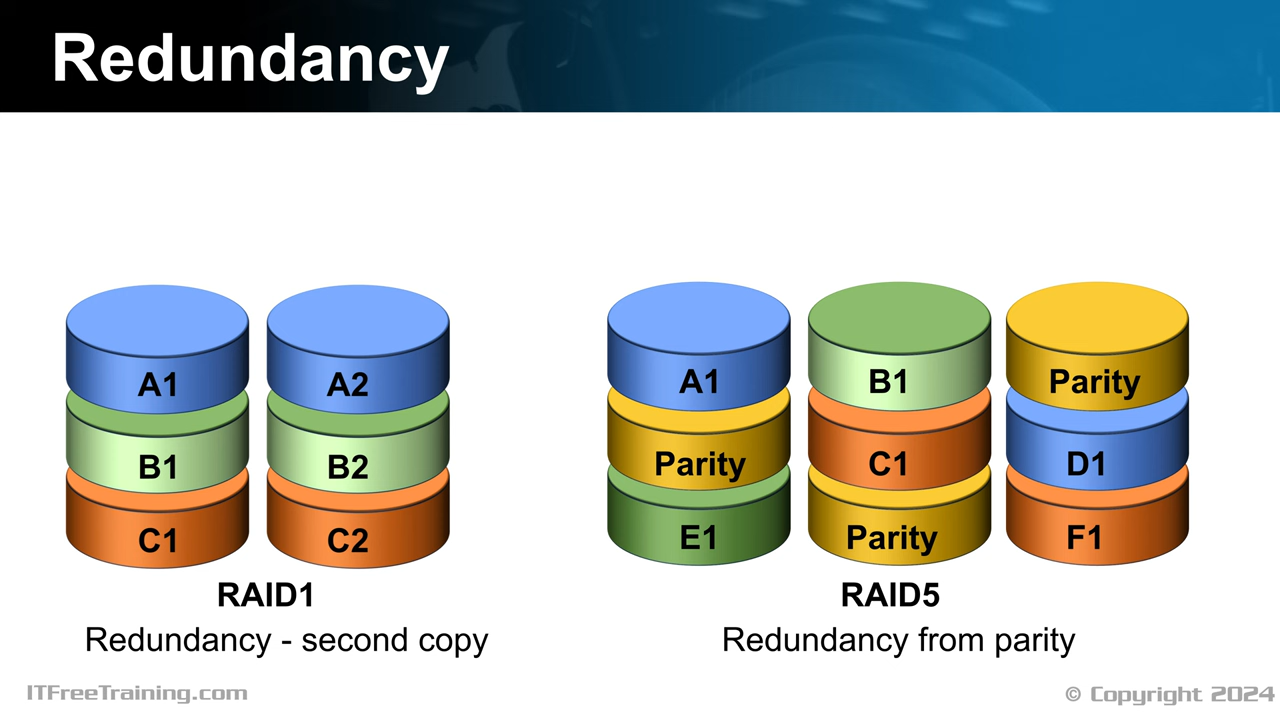 Redundancy
A1 A2
B1 B2
C1 C2
RAID1
Redundancy - second copy
A1 B1 Parity
Parity C1 D1
E1 Parity F1
RAID5
Redundancy from parity
ITFreeTraining.com
© Copyright 2024